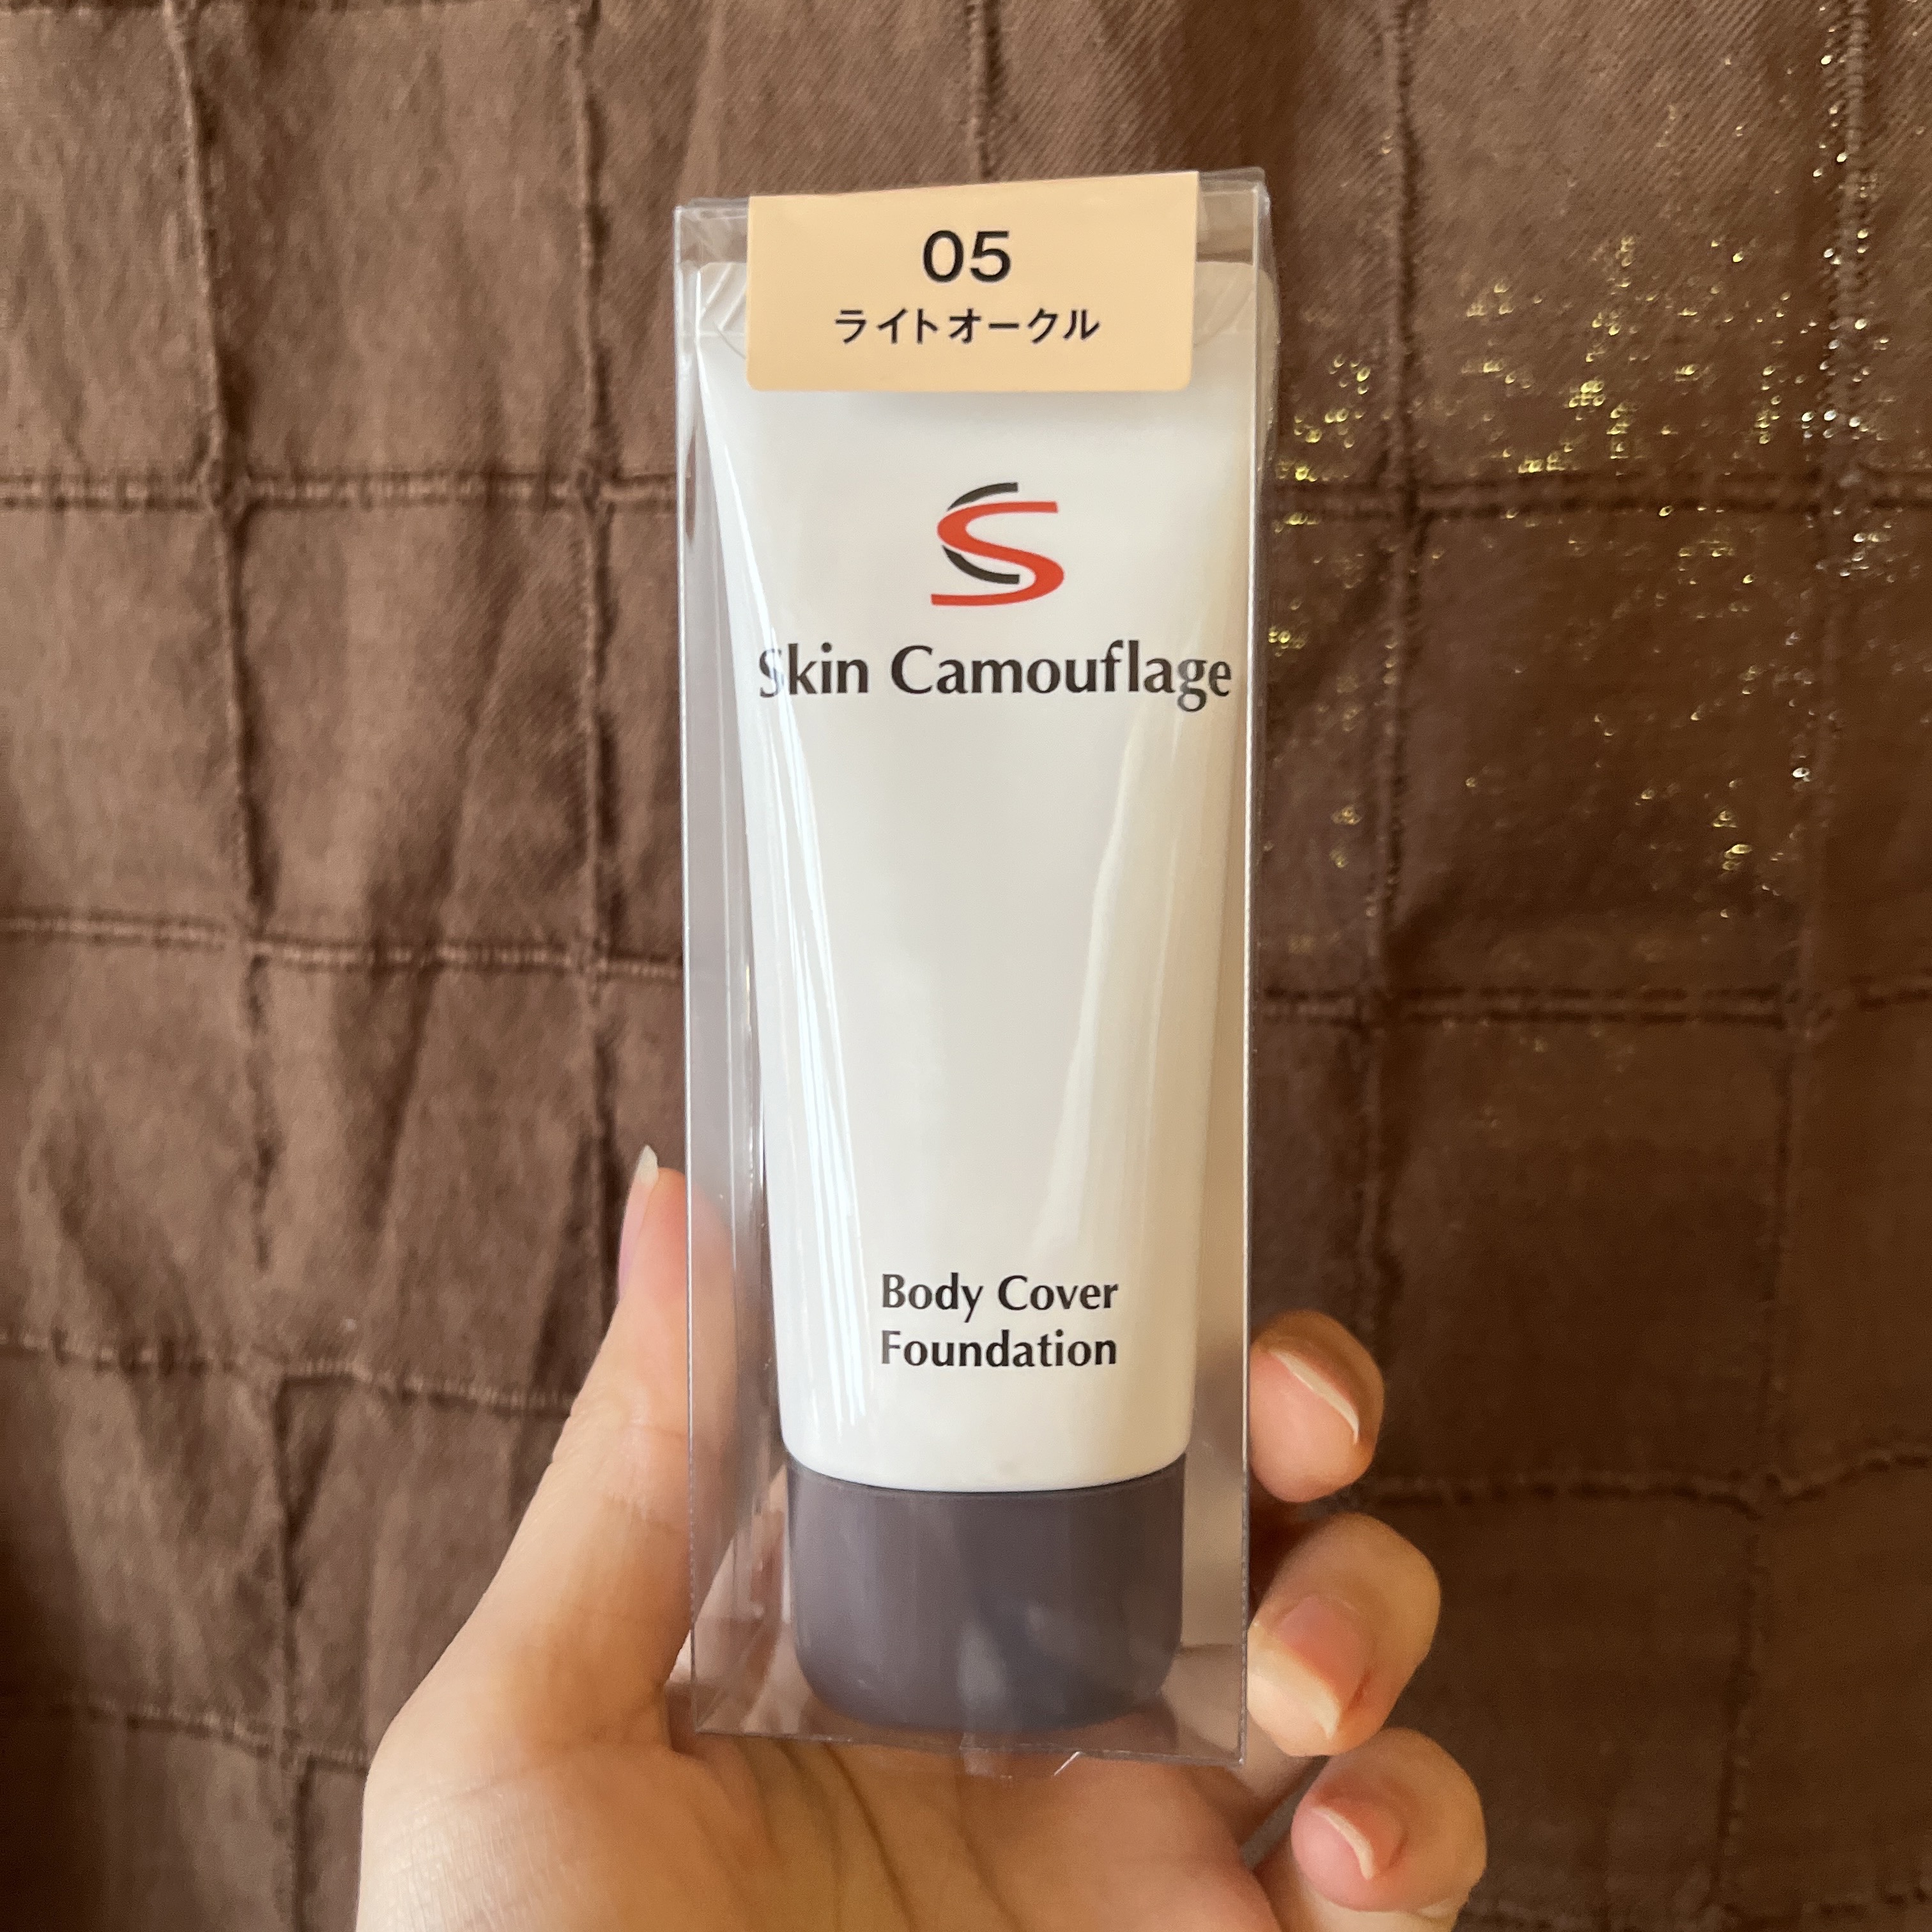 05
ライトオークル
Skin Camouflage
Body Cover
Foundation